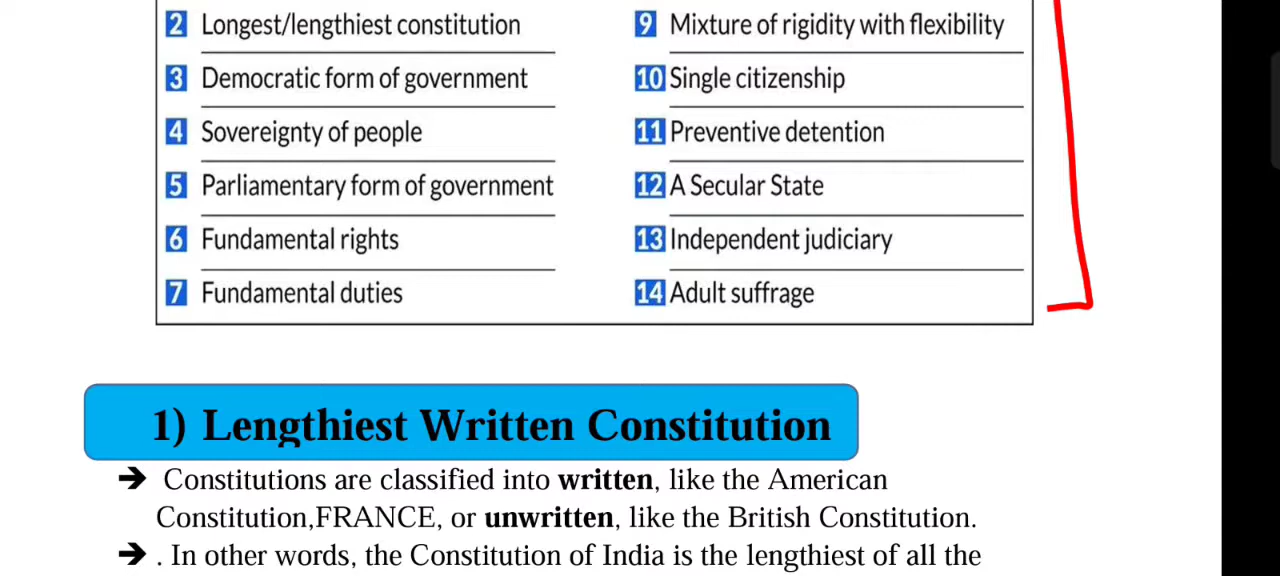 2 Longest/lengthiest constitution
3 Democratic form of government
4 Sovereignty of people
5 Parliamentary form of government
6 Fundamental rights
7 Fundamental duties
9 Mixture of rigidity with flexibility
10 Single citizenship
11 Preventive detention
12 A Secular State
13 Independent judiciary
14 Adult suffrage
1) Lengthiest Written Constitution
➔ Constitutions are classified into written, like the American
Constitution,FRANCE, or unwritten, like the British Constitution.
➔ . In other words, the Constitution of India is the lengthiest of all the